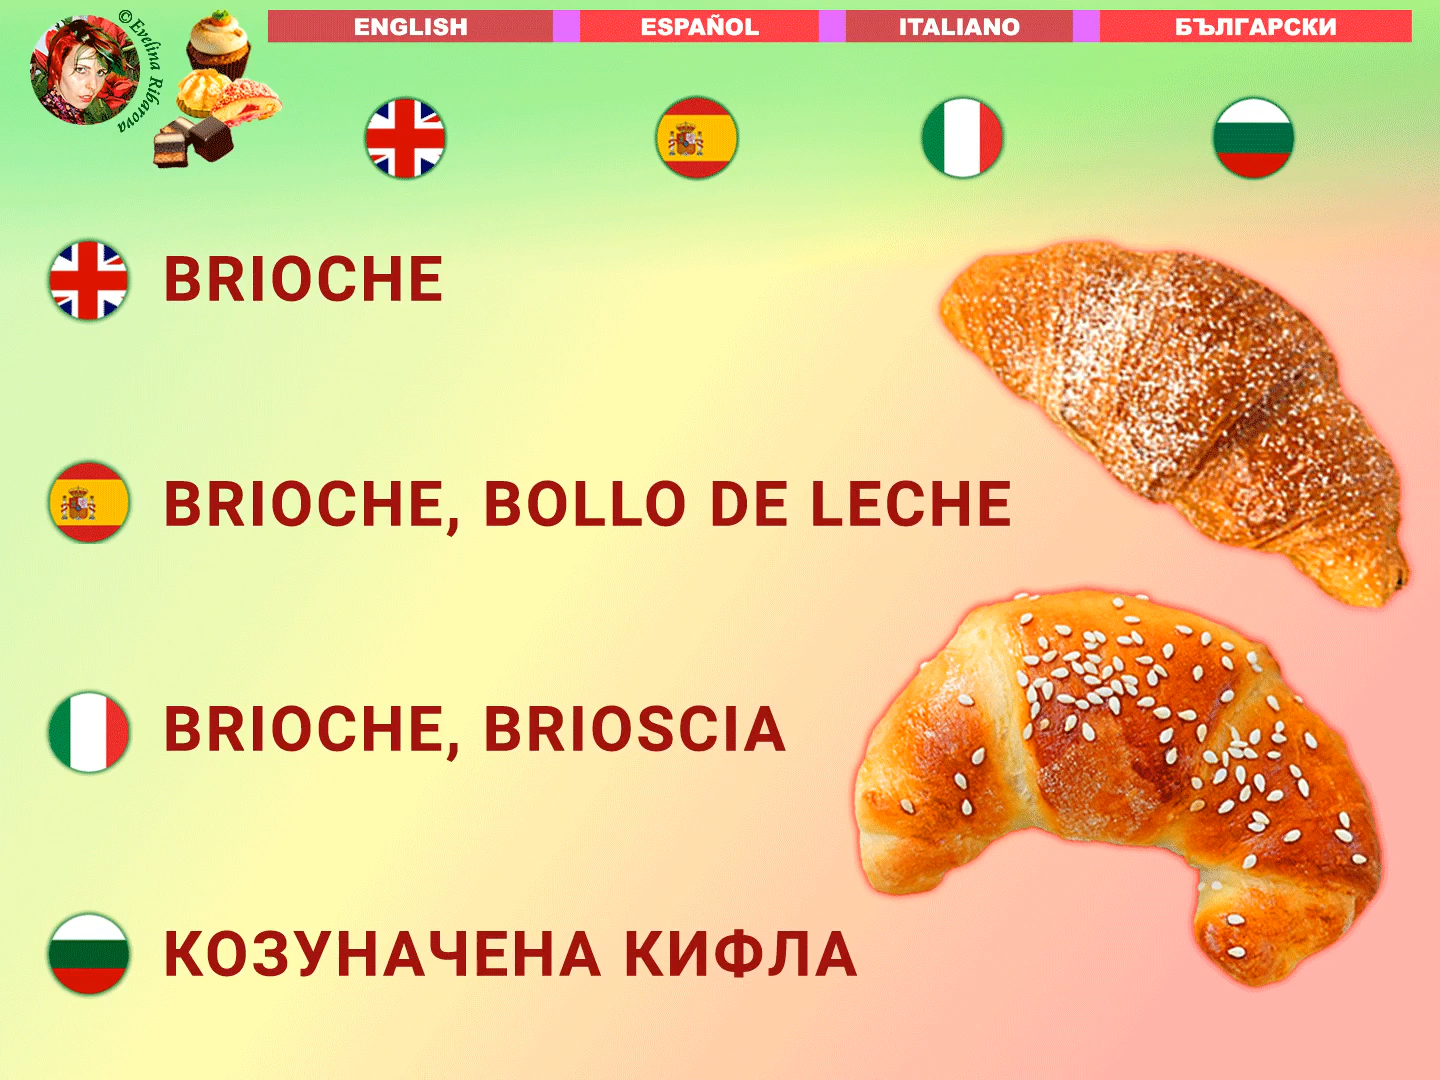 © Evelina Ribarova
ENGLISH
ESPAÑOL
ITALIANO
БЪЛГАРСКИ
BRIOCHE
BRIOCHE, BOLLO DE LECHE
BRIOCHE, BRIOSCIA
КОЗУНАЧЕНА КИФЛА